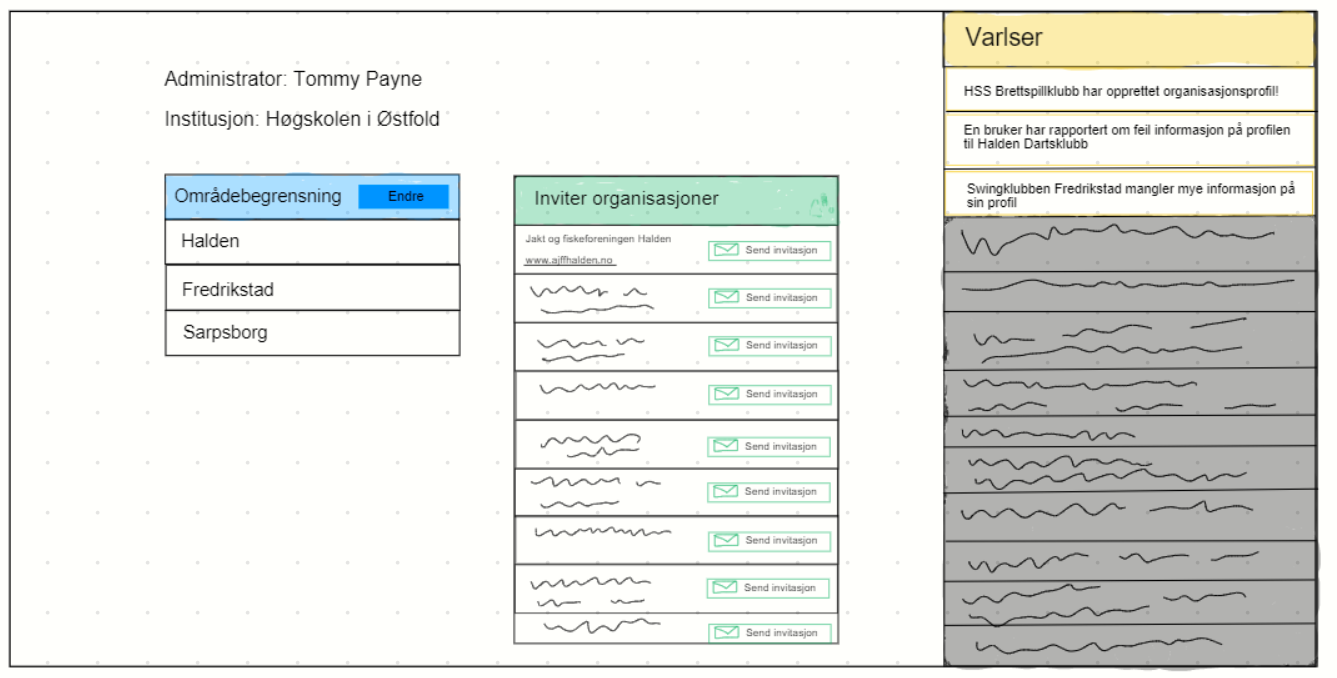 Administrator: Tommy Payne
Institusjon: Høgskolen i Østfold
Områdebegrensning
Endre
Halden
Fredrikstad
Sarpsborg
Inviter organisasjoner
Jakt og fiskeforeningen Halden
www.ajffhalden.no
Send invitasjon
Send invitasjon
Send invitasjon
Send invitasjon
Send invitasjon
Send invitasjon
Send invitasjon
Send invitasjon
Send invitasjon
Varlser
HSS Brettspillklubb har opprettet organisasjonsprofil!
En bruker har rapportert om feil informasjon på profilen
til Halden Dartsklubb
Swingklubben Fredrikstad mangler mye informasjon på
sin profil